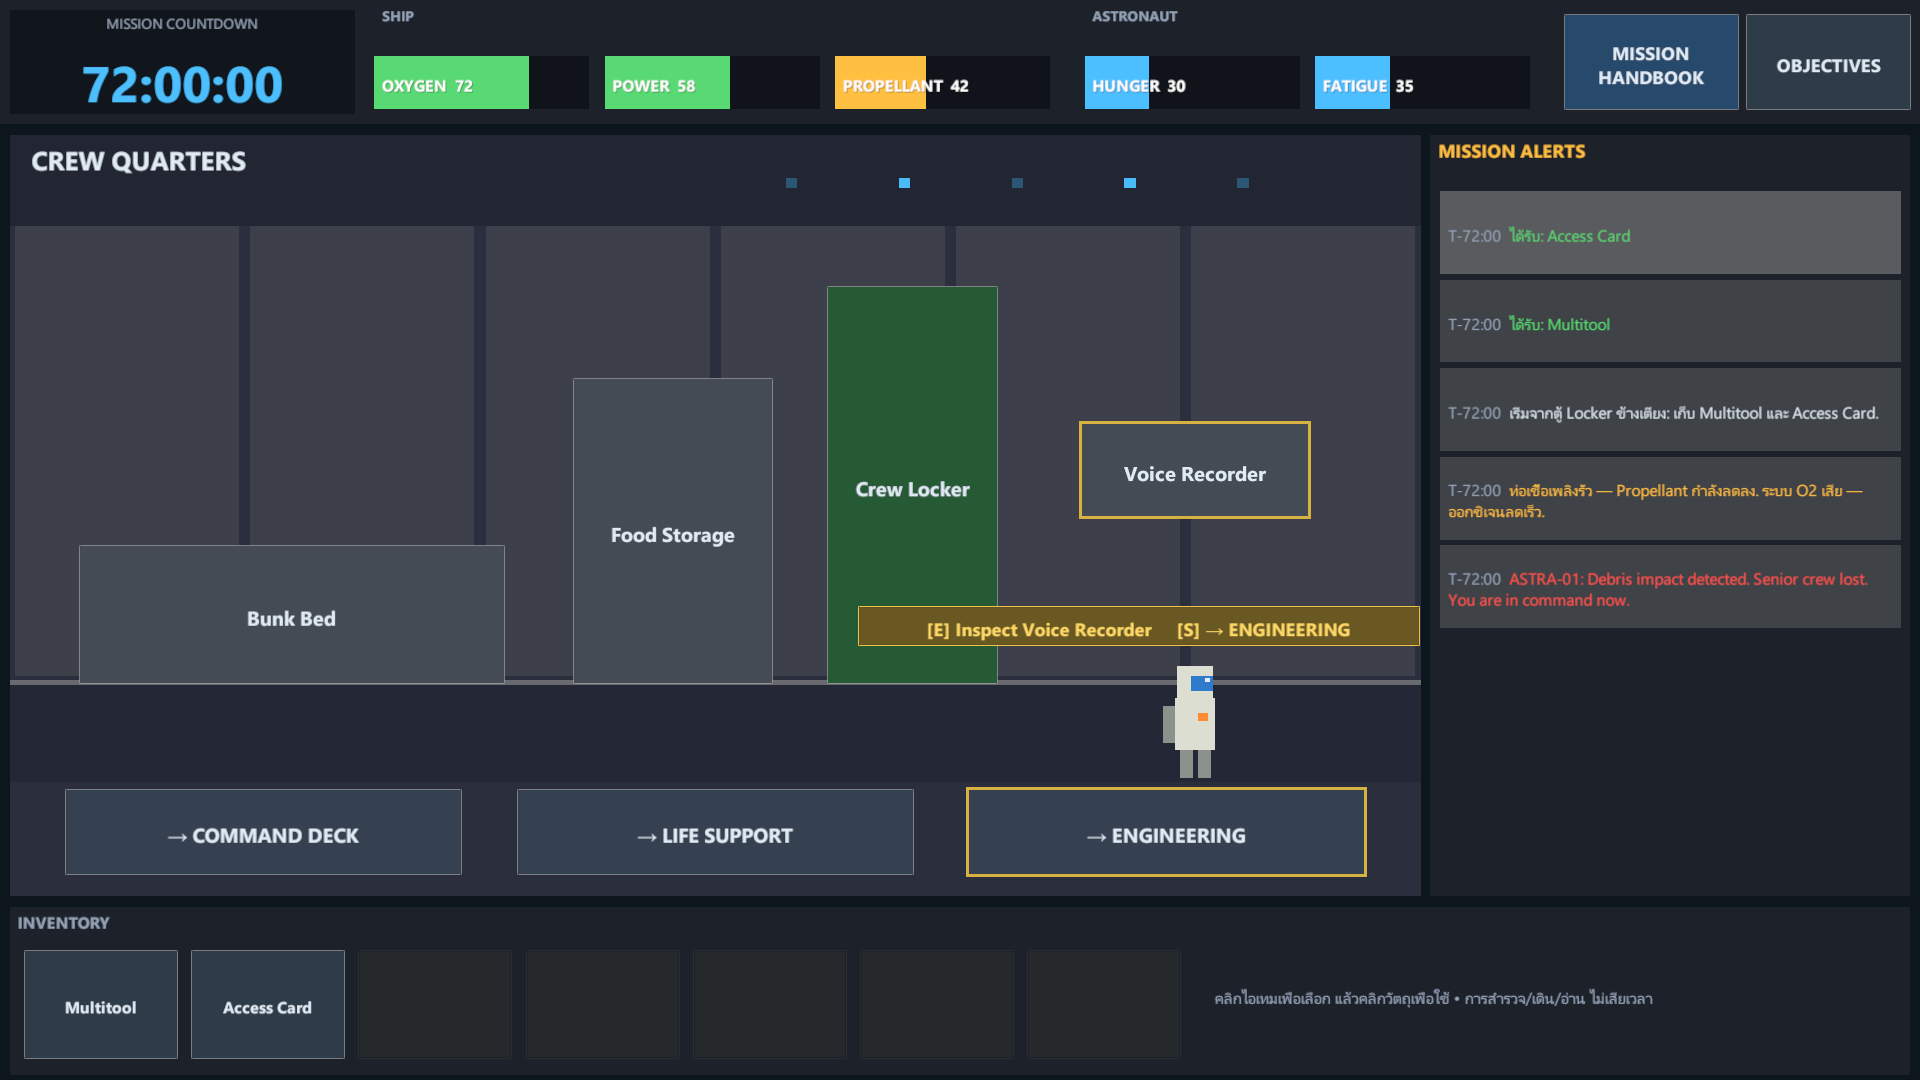 MISSION COUNTDOWN
72:00:00
SHIP
OXYGEN 72
POWER 58
PROPELLANT 42
ASTRONAUT
HUNGER 30
FATIGUE 35
MISSION
HANDBOOK
OBJECTIVES
CREW QUARTERS
Bunk Bed
Food Storage
Crew Locker
Voice Recorder
[E] Inspect Voice Recorder [S] → ENGINEERING
→ COMMAND DECK
→ LIFE SUPPORT
→ ENGINEERING
MISSION ALERTS
T-72:00 ได้รับ: Access Card
T-72:00 ได้รับ: Multitool
T-72:00 เริ่มจากตู้ Locker ข้างเตียง: เก็บ Multitool และ Access Card.
T-72:00 ท่อเชื้อเพลิงรั่ว — Propellant กำลังลดลง. ระบบ O2 เสีย —
ออกซิเจนลดเร็ว.
T-72:00 ASTRA-01: Debris impact detected. Senior crew lost.
You are in command now.
INVENTORY
Multitool
Access Card
คลิกไอเทมเพื่อเลือก แล้วคลิกวัตถุเพื่อใช้ • การสำรวจ/เดิน/อ่าน ไม่เสียเวลา